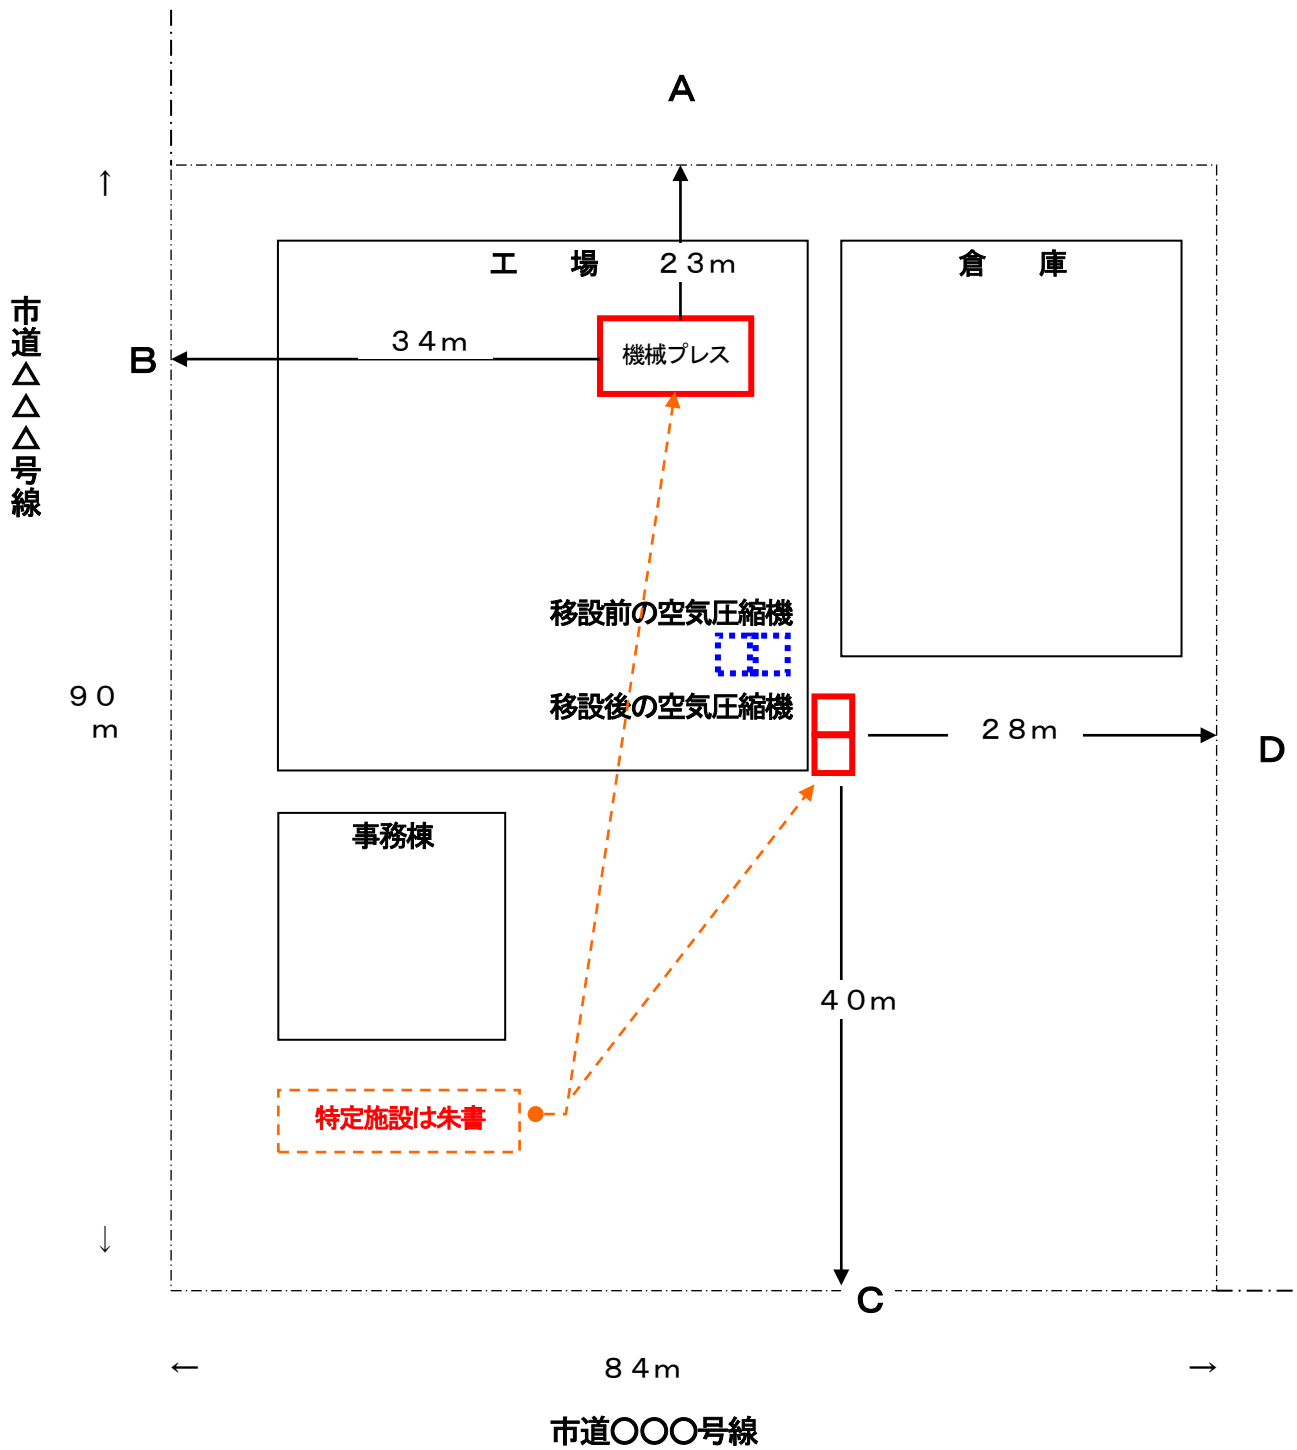 A
↑
工　場
２３ｍ
倉　庫
市道△△△号線
B
３４ｍ
機械プレス
移設前の空気圧縮機
９０
ｍ
移設後の空気圧縮機
２８ｍ
D
事務棟
４０ｍ
特定施設は朱書
↓
C
←
８４ｍ
→
市道〇〇〇号線